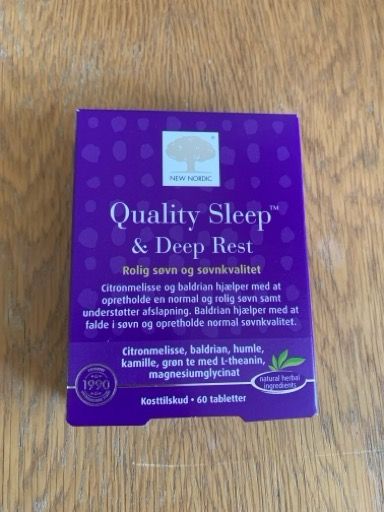 NEW NORDIC
Quality Sleep™
& Deep Rest
Rolig søvn og søvnkvalitet
Citronmelisse og baldrian hjælper med at
opretholde en normal og rolig søvn samt
understøtter afslapning. Baldrian hjælper med at
falde i søvn og opretholde normal søvnkvalitet.
Citronmelisse, baldrian, humle,
kamille, grøn te med L-theanin,
magnesiumglycinat
1990
natural herbal
ingredients
Kosttilskud • 60 tabletter